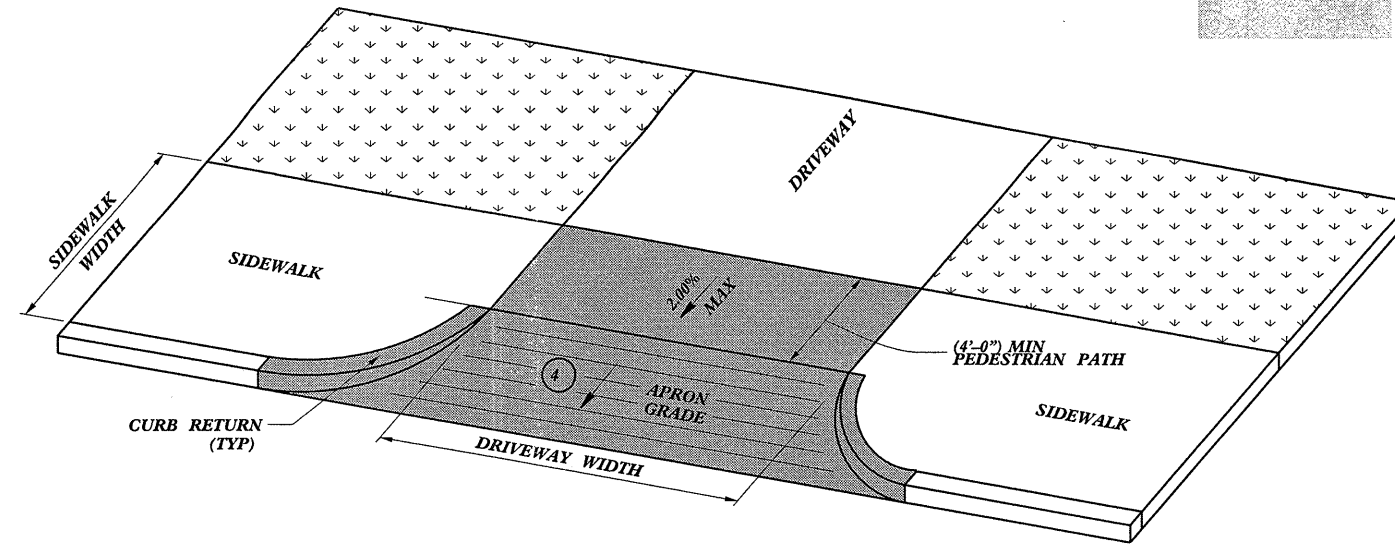 DRIVEWAY
SIDEWALK
WIDTH
SIDEWALK
2.00%
MAX
(4'-0") MIN
PEDESTRIAN PATH
4
APRON
GRADE
SIDEWALK
CURB RETURN
(TYP)
DRIVEWAY WIDTH